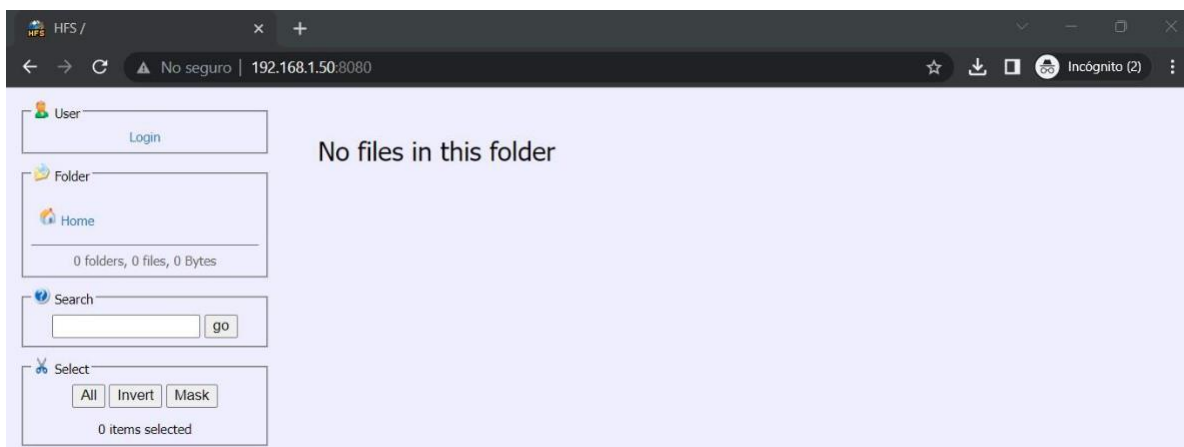 HFS
HFS /
No seguro | 192.168.1.50:8080
Incógnito (2)
User
Login
No files in this folder
Folder
Home
0 folders, 0 files, 0 Bytes
Search
go
Select
All Invert Mask
0 items selected